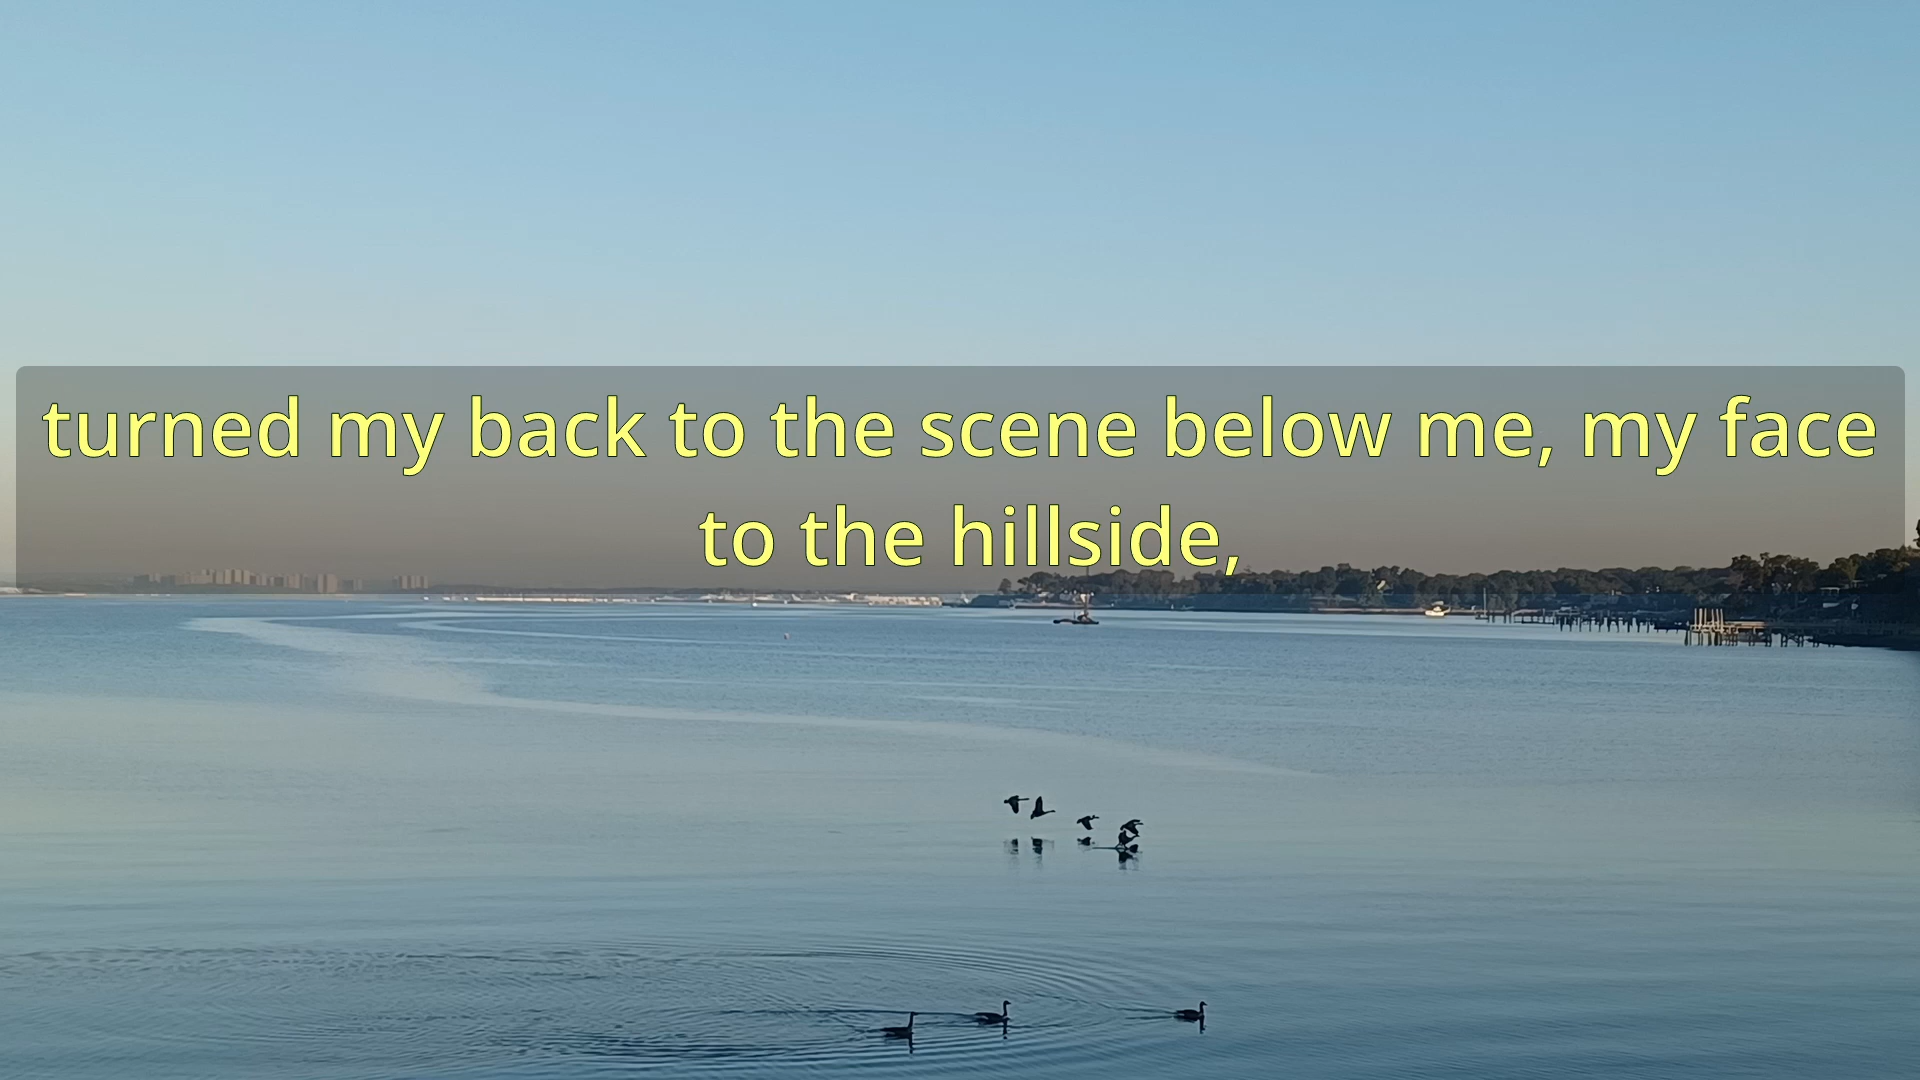 turned my back to the scene below me, my face
to the hillside,